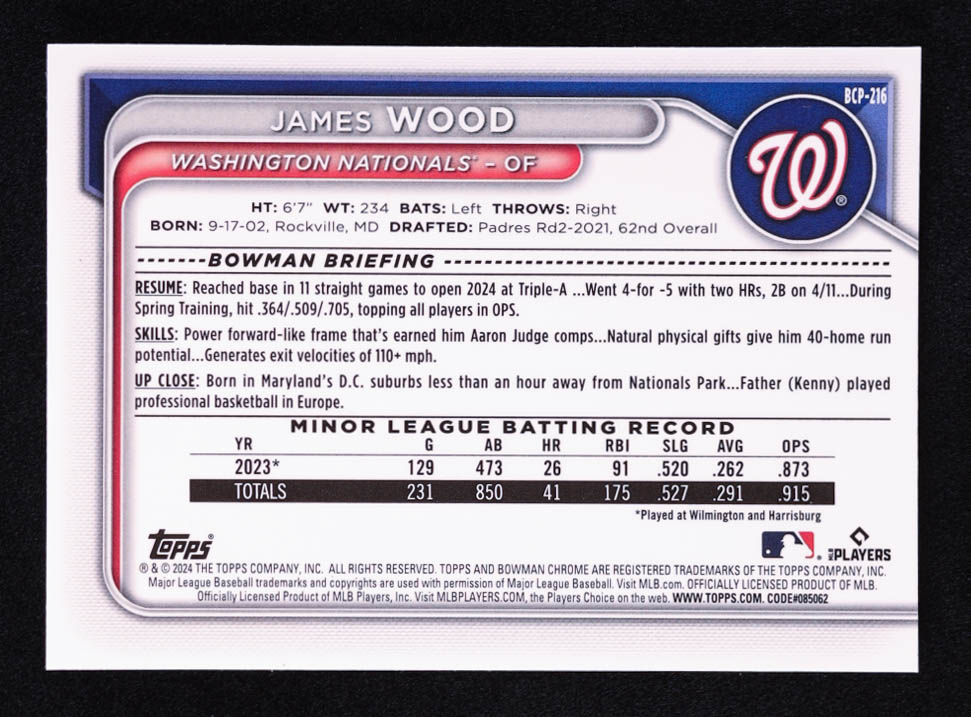 BCP-216
JAMES WOOD
W®
WASHINGTON NATIONALS™ – OF
HT: 6'7" WT: 234 BATS: Left THROWS: Right
BORN: 9-17-02, Rockville, MD DRAFTED: Padres Rd2-2021, 62nd Overall
BOWMAN BRIEFING
RESUME: Reached base in 11 straight games to open 2024 at Triple-A ...Went 4-for -5 with two HRs, 2B on 4/11...During
Spring Training, hit .364/.509/.705, topping all players in OPS.
SKILLS: Power forward-like frame that's earned him Aaron Judge comps...Natural physical gifts give him 40-home run
potential...Generates exit velocities of 110+ mph.
UP CLOSE: Born in Maryland's D.C. suburbs less than an hour away from Nationals Park...Father (Kenny) played
professional basketball in Europe.
MINOR LEAGUE BATTING RECORD
YR G AB HR RBI SLG AVG OPS
2023* 129 473 26 91 .520 .262 .873
TOTALS 231 850 41 175 .527 .291 .915
*Played at Wilmington and Harrisburg
Topps®
MLB PLAYERS
® & © 2024 THE TOPPS COMPANY, INC. ALL RIGHTS RESERVED. TOPPS AND BOWMAN CHROME ARE REGISTERED TRADEMARKS OF THE TOPPS COMPANY, INC.
Major League Baseball trademarks and copyrights are used with permission of Major League Baseball. Visit MLB.com. OFFICIALLY LICENSED PRODUCT OF MLB.
Officially Licensed Product of MLB Players, Inc. Visit MLBPLAYERS.COM, the Players Choice on the web. WWW.TOPPS.COM. CODE#085062